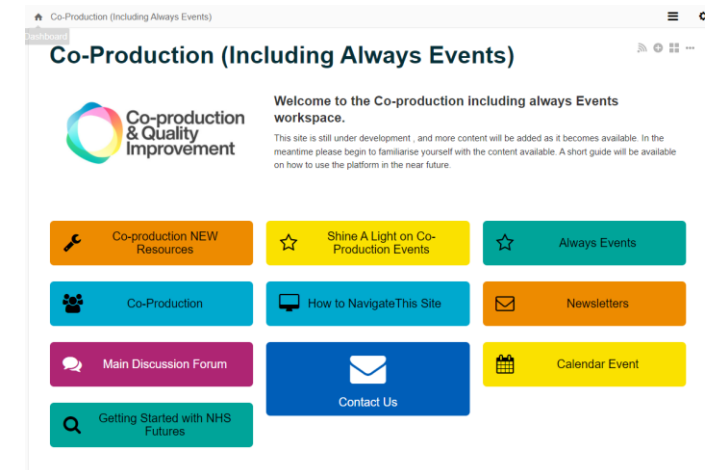 Co-Production (Including Always Events)
Dashboard
Co-Production (Including Always Events)
Co-production
& Quality
Improvement
Welcome to the Co-production including always Events
workspace.
This site is still under development , and more content will be added as it becomes available. In the
meantime please begin to familiarise yourself with the content available. A short guide will be available
on how to use the platform in the near future.
Co-production NEW
Resources
Shine A Light on Co-
Production Events
Always Events
Co-Production
How to NavigateThis Site
Newsletters
Main Discussion Forum
Contact Us
Calendar Event
Getting Started with NHS
Futures